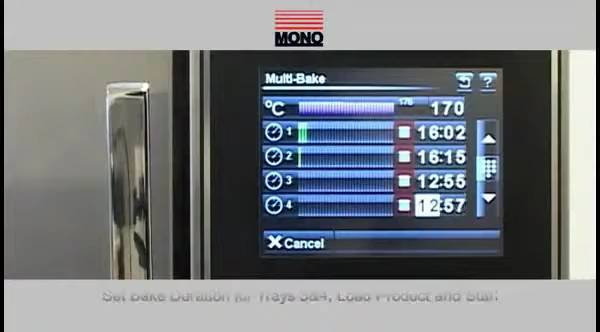 MONO
Multi-Bake
?
°C 176 170
1 16:02
2 16:15
3 12:55
4 12:57
Cancel
Set Bake Duration for Trays 3&4, Load Product and Start